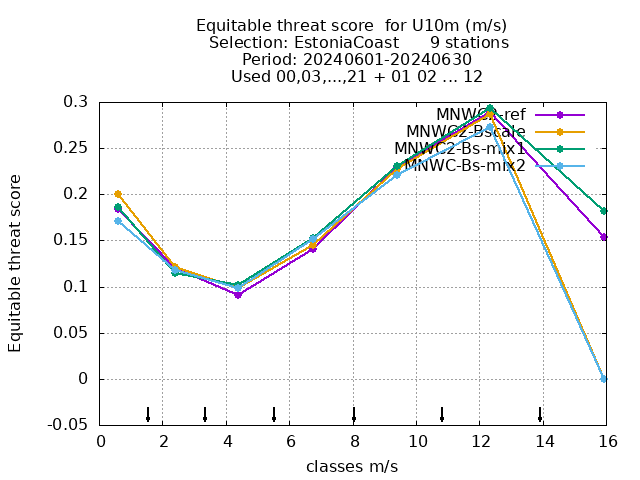 Equitable threat score for U10m (m/s)
Selection: EstoniaCoast 9 stations
Period: 20240601-20240630
Used 00,03,...,21 + 01 02 ... 12
MNWC2-ref
MNWC2-Bscale
MNWC2-Bs-mix1
MNWC-Bs-mix2
Equitable threat score
0.3
0.25
0.2
0.15
0.1
0.05
0
-0.05
0 2 4 6 8 10 12 14 16
classes m/s